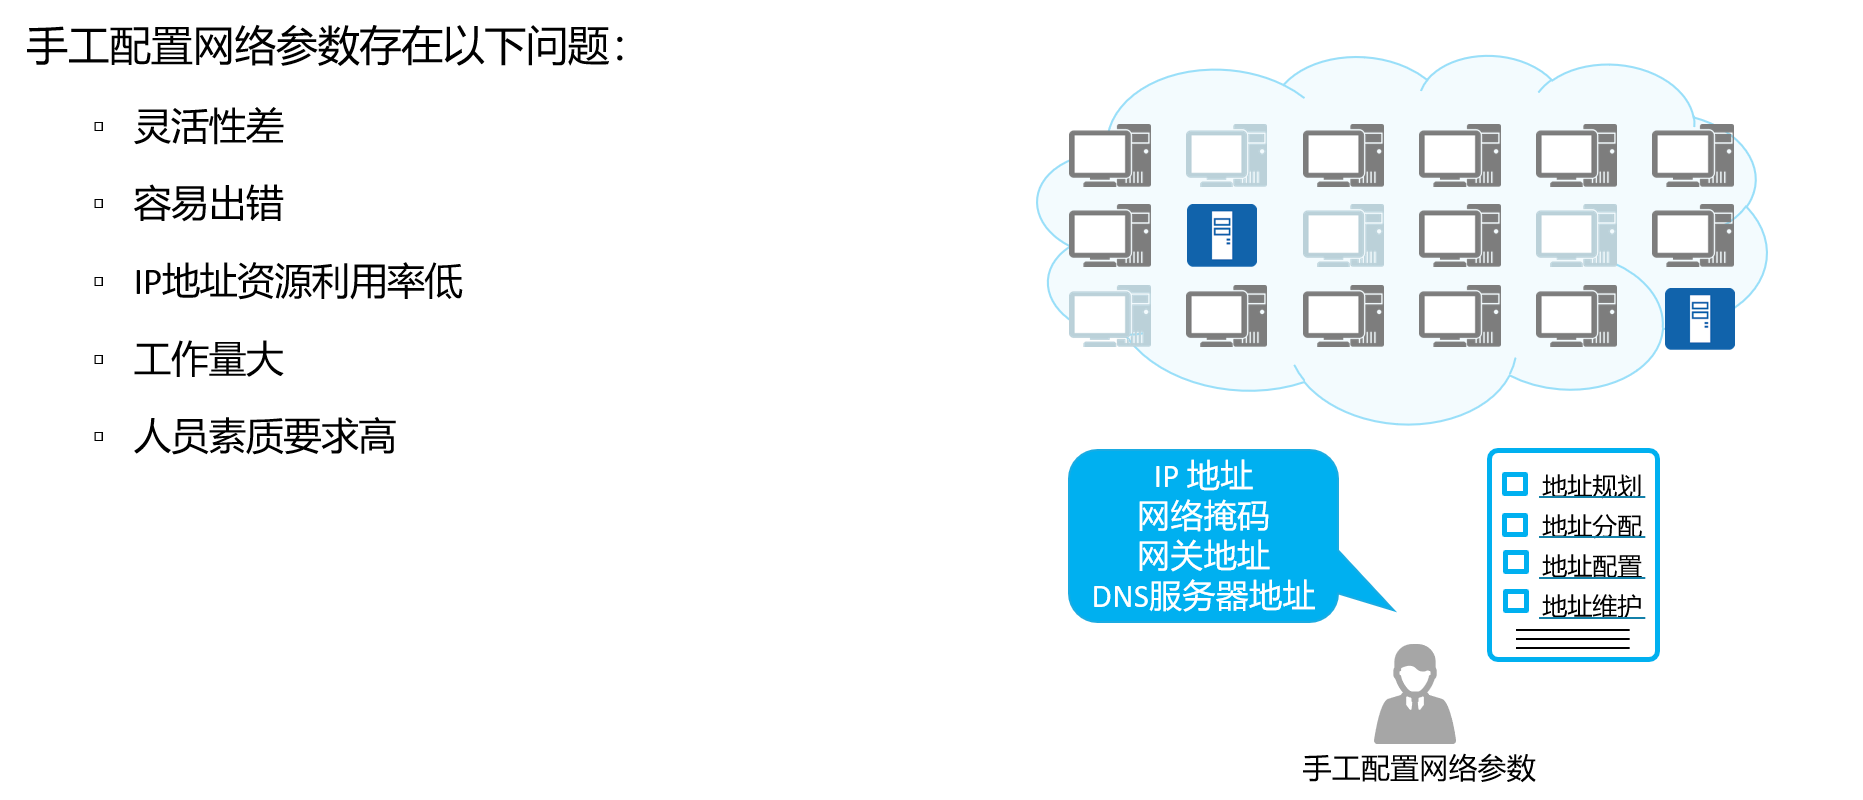 手工配置网络参数存在以下问题：
灵活性差
容易出错
IP地址资源利用率低
工作量大
人员素质要求高
IP 地址
网络掩码
网关地址
DNS服务器地址
地址规划
地址分配
地址配置
地址维护
手工配置网络参数